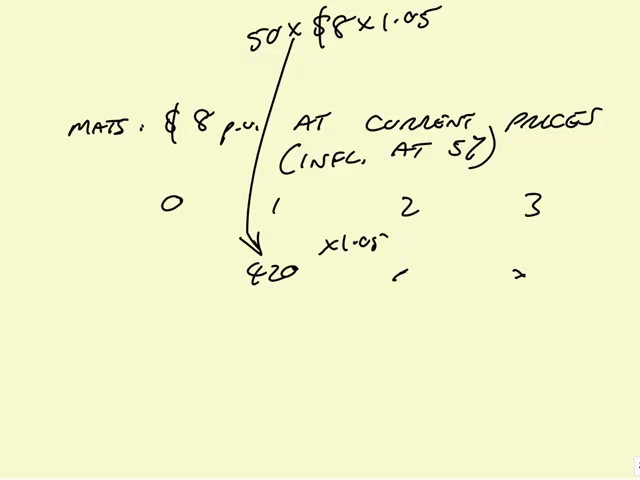 50 x $8 x 1.05
MATS. $8 p.u. AT CURRENT PRICES
(INFL. AT 5%)
0 1 2 3
x1.05
420